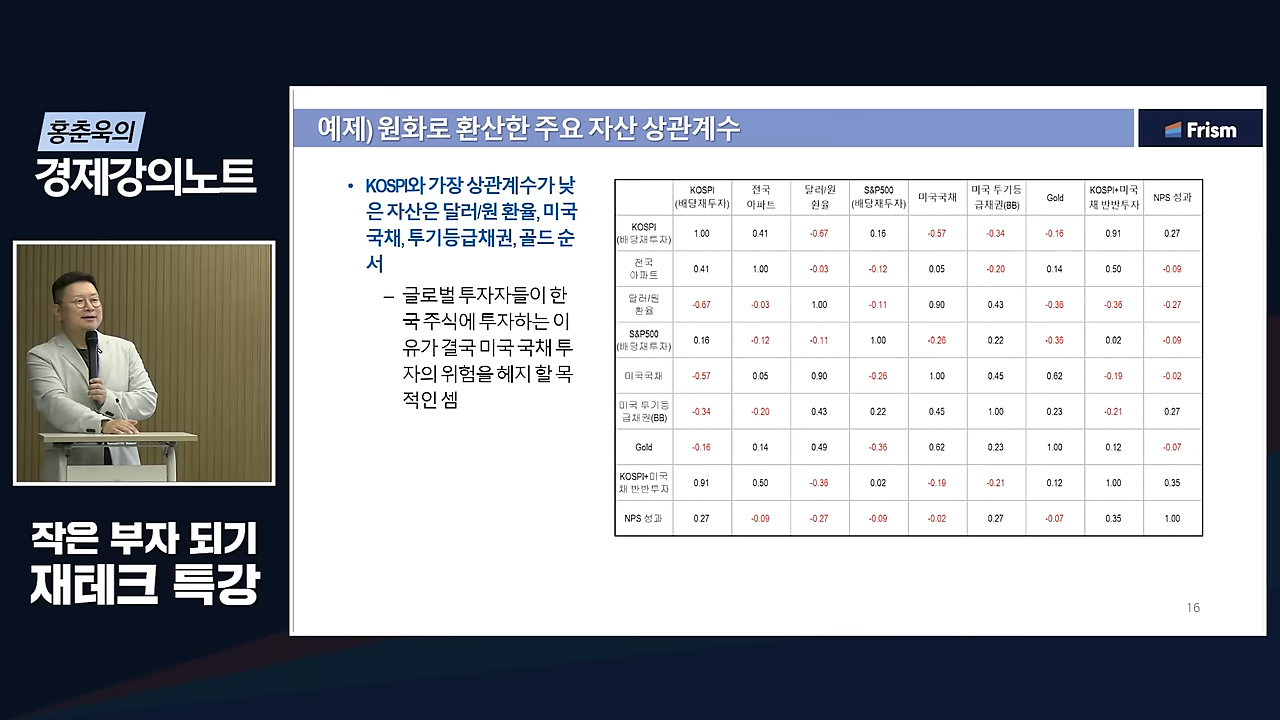 홍춘욱의
경제강의노트
작은 부자 되기
재테크 특강
예제) 원화로 환산한 주요 자산 상관계수
Frism
• KOSPI와 가장 상관계수가 낮
은 자산은 달러/원 환율, 미국
국채, 투기등급채권, 골드 순
서
– 글로벌 투자자들이 한
국 주식에 투자하는 이
유가 결국 미국 국채 투
자의 위험을 헤지 할 목
적인 셈
KOSPI (배당재투자) 전국 아파트 달러/원 환율 S&P500 (배당재투자) 미국국채 미국 투기등급채권(BB) Gold KOSPI+미국채 반반투자 NPS 성과
KOSPI (배당재투자) 1.00 0.41 -0.67 0.16 -0.57 -0.34 -0.16 0.91 0.27
전국 아파트 0.41 1.00 -0.03 -0.12 0.05 -0.20 0.14 0.50 -0.09
달러/원 환율 -0.67 -0.03 1.00 -0.11 0.90 0.43 -0.36 -0.36 -0.27
S&P500 (배당재투자) 0.16 -0.12 -0.11 1.00 -0.26 0.22 -0.36 0.02 -0.09
미국국채 -0.57 0.05 0.90 -0.26 1.00 0.45 0.62 -0.19 -0.02
미국 투기등급채권(BB) -0.34 -0.20 0.43 0.22 0.45 1.00 0.23 -0.21 0.27
Gold -0.16 0.14 0.49 -0.36 0.62 0.23 1.00 0.12 -0.07
KOSPI+미국채 반반투자 0.91 0.50 -0.36 0.02 -0.19 -0.21 0.12 1.00 0.35
NPS 성과 0.27 -0.09 -0.27 -0.09 -0.02 0.27 -0.07 0.35 1.00
16